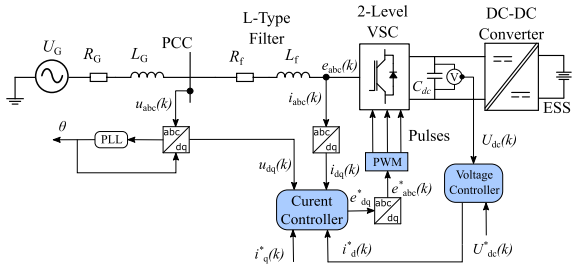 L-Type
Filter
2-Level
VSC
DC-DC
Converter
U_G
R_G
L_G
PCC
R_f
L_f
e_abc(k)
C_dc
V
ESS
u_abc(k)
i_abc(k)
Pulses
U_dc(k)
θ
PLL
abc
dq
abc
dq
u_dq(k)
i_dq(k)
PWM
Voltage
Controller
e*_abc(k)
Curent
Controller
e*_dq
abc
dq
i*_q(k)
i*_d(k)
U*_dc(k)